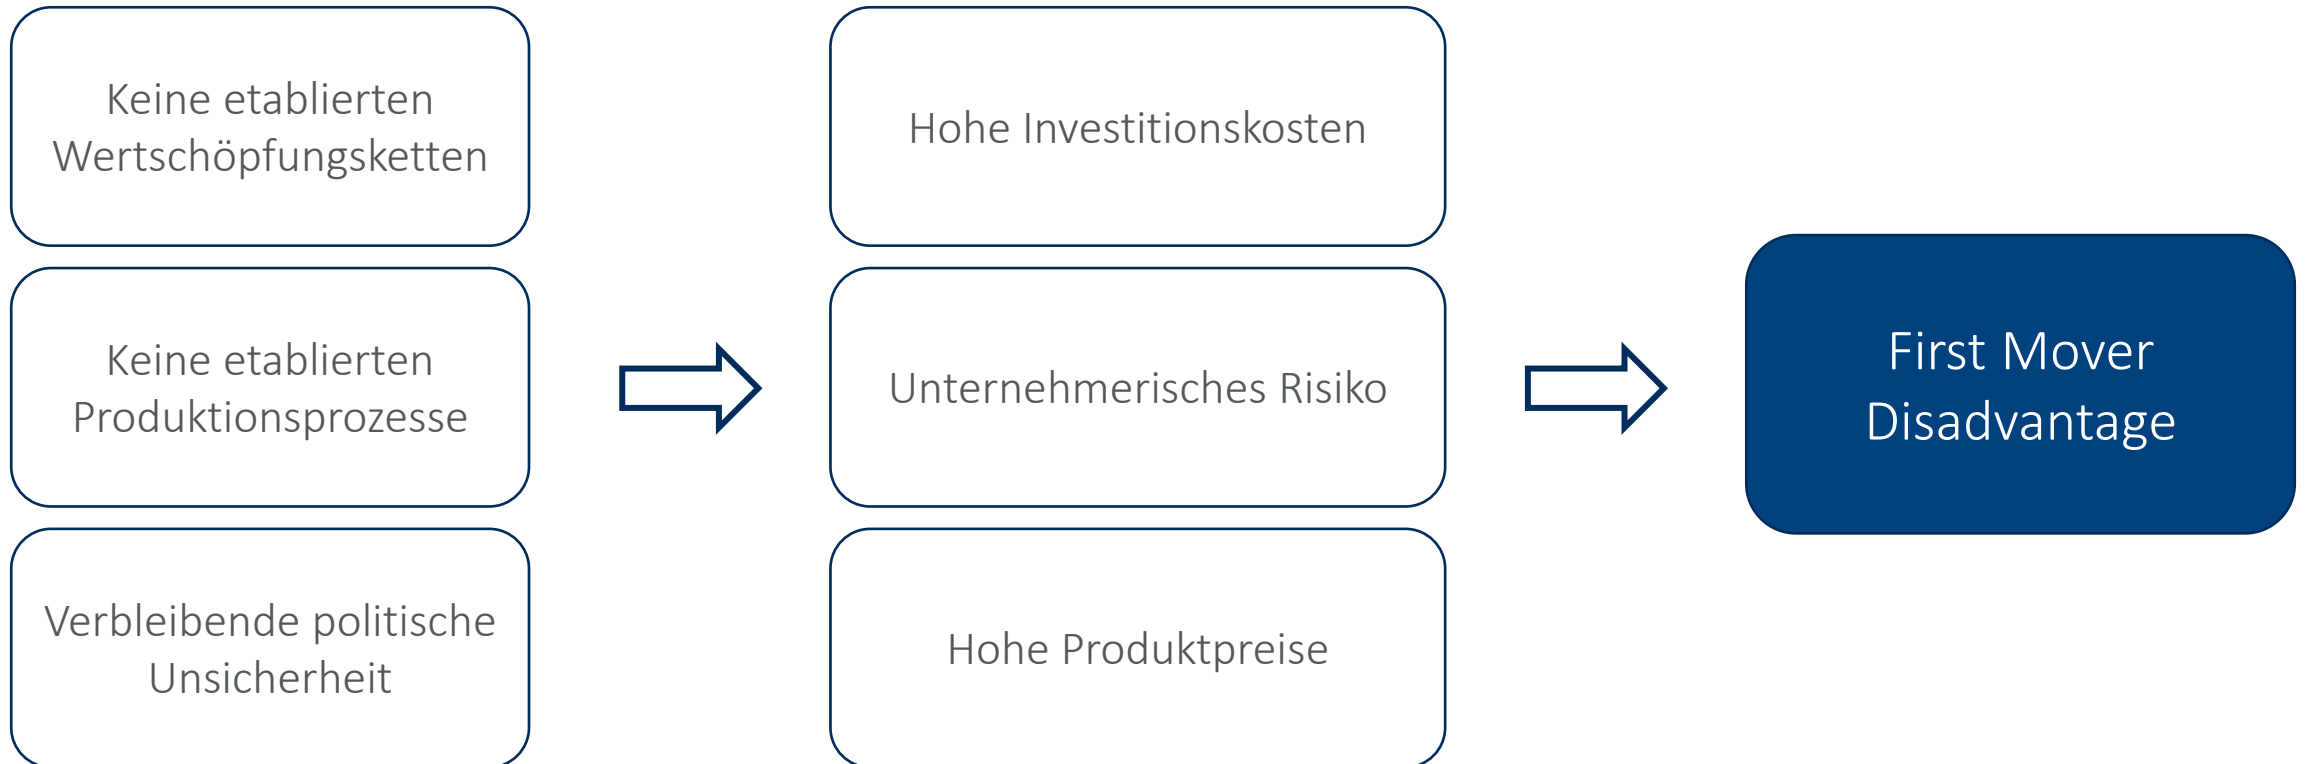 Keine etablierten
Wertschöpfungsketten
Keine etablierten
Produktionsprozesse
Verbleibende politische
Unsicherheit
Hohe Investitionskosten
Unternehmerisches Risiko
Hohe Produktpreise
First Mover
Disadvantage